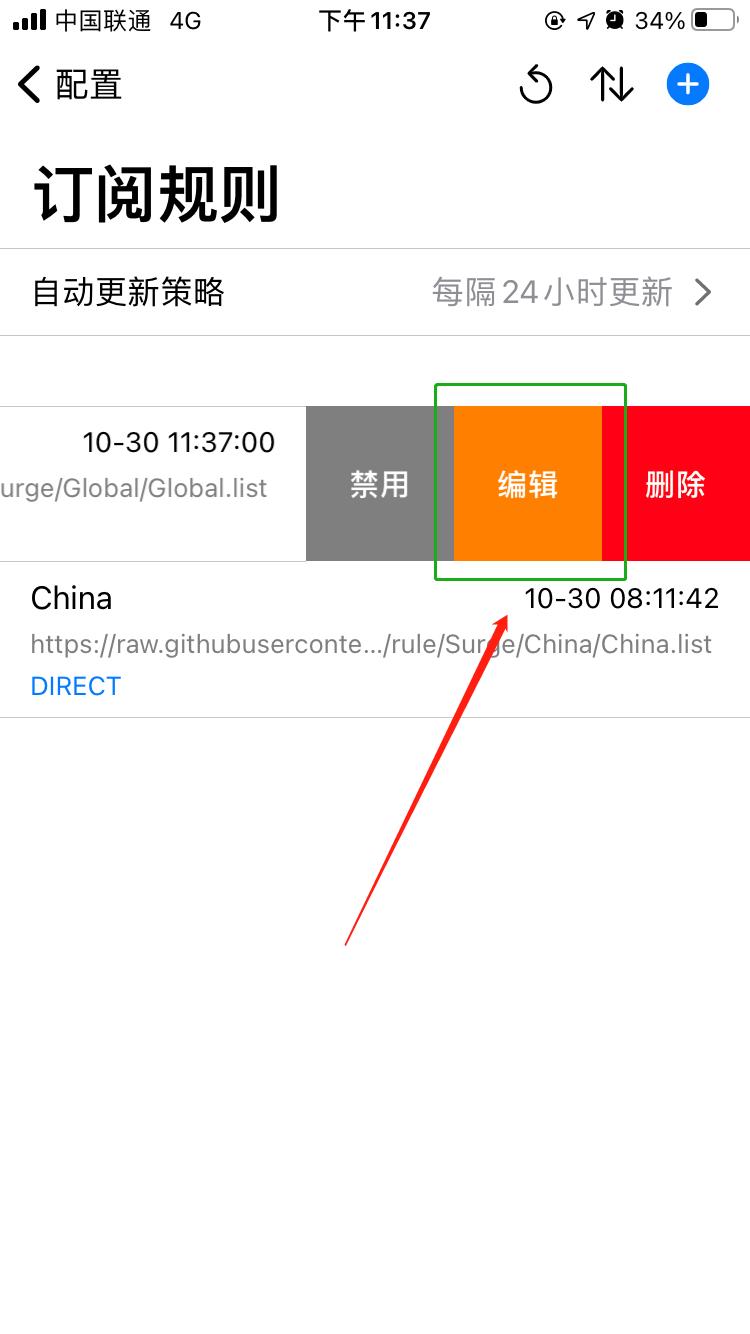 中国联通 4G 下午11:37 34%
配置
订阅规则
自动更新策略 每隔24小时更新
10-30 11:37:00
urge/Global/Global.list
禁用 编辑 删除
China 10-30 08:11:42
https://raw.githubuserconte.../rule/Surge/China/China.list
DIRECT